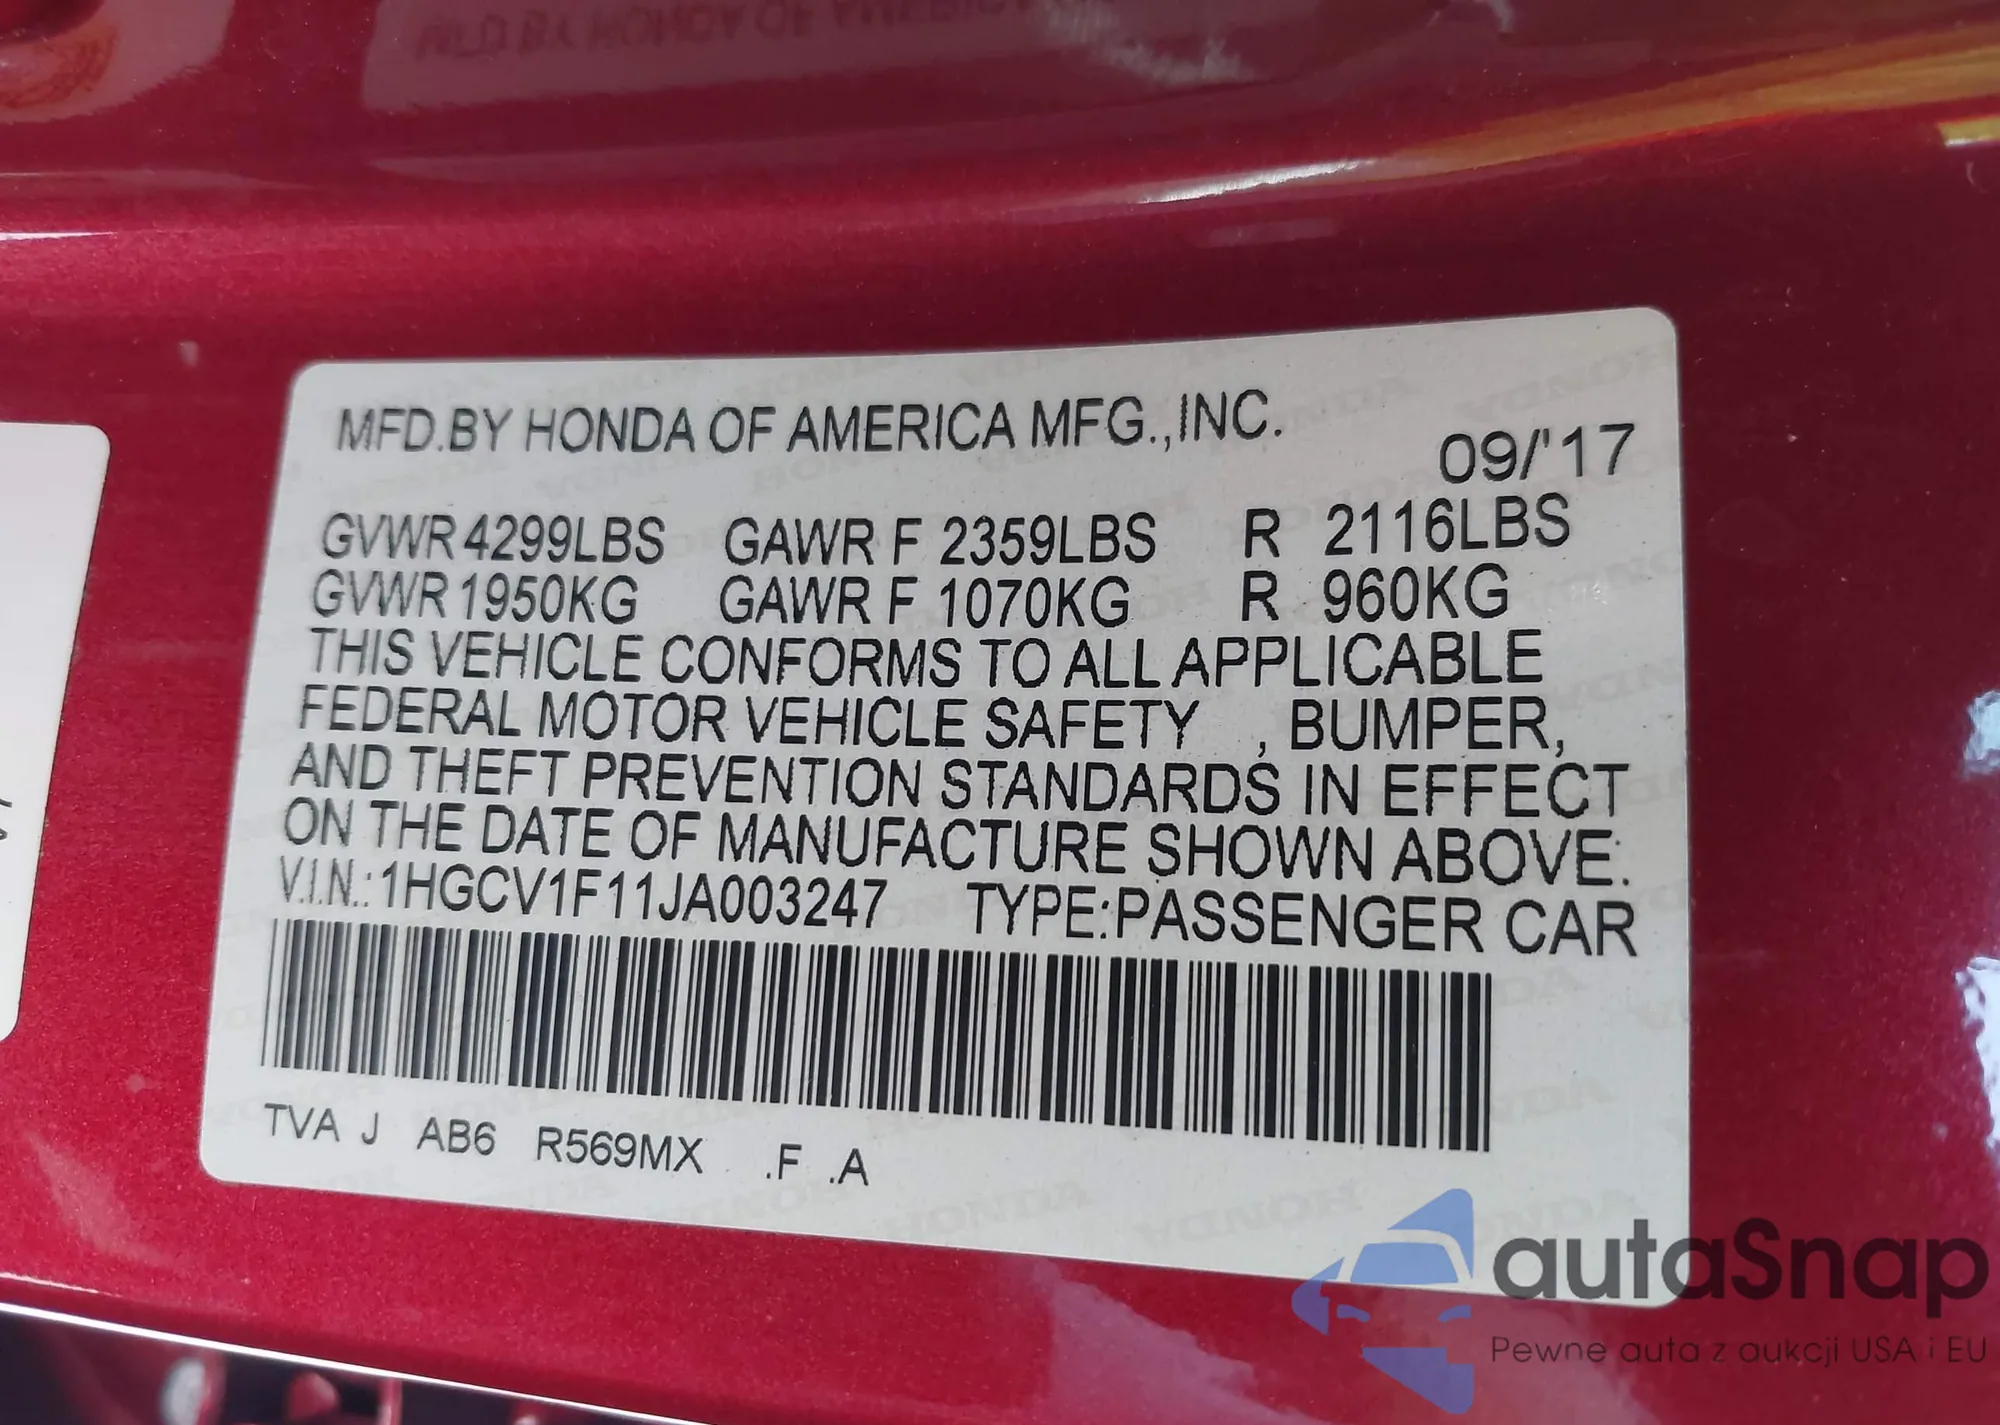 MFD.BY HONDA OF AMERICA MFG.,INC.
09/'17
GVWR 4299LBS GAWR F 2359LBS R 2116LBS
GVWR 1950KG GAWR F 1070KG R 960KG
THIS VEHICLE CONFORMS TO ALL APPLICABLE
FEDERAL MOTOR VEHICLE SAFETY , BUMPER,
AND THEFT PREVENTION STANDARDS IN EFFECT
ON THE DATE OF MANUFACTURE SHOWN ABOVE.
V.I.N.:1HGCV1F11JA003247 TYPE:PASSENGER CAR
TVA J AB6 R569MX .F .A
autaSnap
Pewne auta z aukcji USA i EU